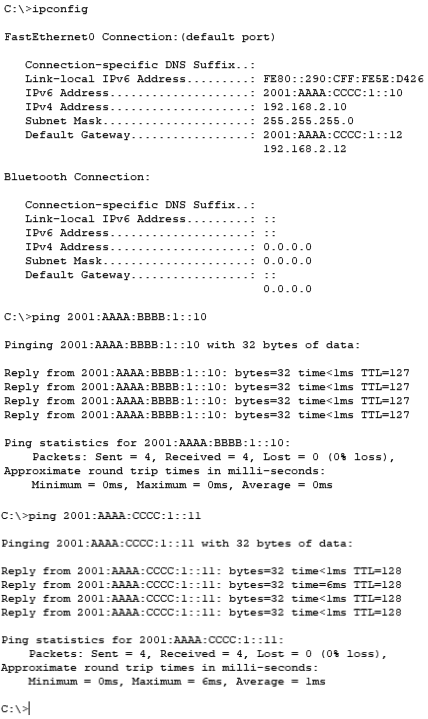 C:\>ipconfig
FastEthernet0 Connection:(default port)
Connection-specific DNS Suffix..:
Link-local IPv6 Address.........: FE80::290:CFF:FE5E:D426
IPv6 Address....................: 2001:AAAA:CCCC:1::10
IPv4 Address....................: 192.168.2.10
Subnet Mask.....................: 255.255.255.0
Default Gateway.................: 2001:AAAA:CCCC:1::12
192.168.2.12
Bluetooth Connection:
Connection-specific DNS Suffix..:
Link-local IPv6 Address.........: ::
IPv6 Address....................: ::
IPv4 Address....................: 0.0.0.0
Subnet Mask.....................: 0.0.0.0
Default Gateway.................: ::
0.0.0.0
C:\>ping 2001:AAAA:BBBB:1::10
Pinging 2001:AAAA:BBBB:1::10 with 32 bytes of data:
Reply from 2001:AAAA:BBBB:1::10: bytes=32 time<1ms TTL=127
Reply from 2001:AAAA:BBBB:1::10: bytes=32 time<1ms TTL=127
Reply from 2001:AAAA:BBBB:1::10: bytes=32 time<1ms TTL=127
Reply from 2001:AAAA:BBBB:1::10: bytes=32 time<1ms TTL=127
Ping statistics for 2001:AAAA:BBBB:1::10:
Packets: Sent = 4, Received = 4, Lost = 0 (0% loss),
Approximate round trip times in milli-seconds:
Minimum = 0ms, Maximum = 0ms, Average = 0ms
C:\>ping 2001:AAAA:CCCC:1::11
Pinging 2001:AAAA:CCCC:1::11 with 32 bytes of data:
Reply from 2001:AAAA:CCCC:1::11: bytes=32 time<1ms TTL=128
Reply from 2001:AAAA:CCCC:1::11: bytes=32 time=6ms TTL=128
Reply from 2001:AAAA:CCCC:1::11: bytes=32 time<1ms TTL=128
Reply from 2001:AAAA:CCCC:1::11: bytes=32 time<1ms TTL=128
Ping statistics for 2001:AAAA:CCCC:1::11:
Packets: Sent = 4, Received = 4, Lost = 0 (0% loss),
Approximate round trip times in milli-seconds:
Minimum = 0ms, Maximum = 6ms, Average = 1ms
C:\>